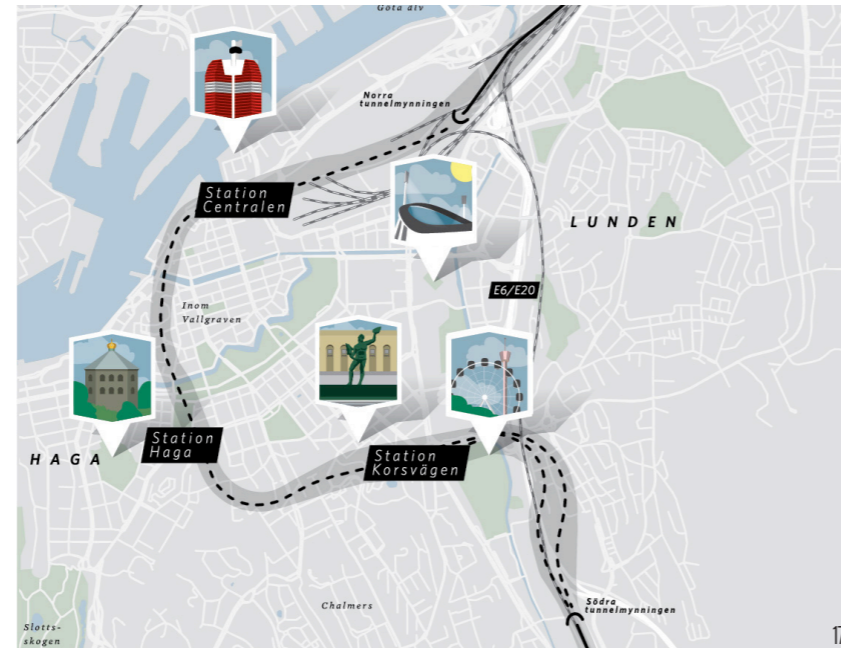 Göta älv
Norra
tunnelmynningen
Station
Centralen
LUNDEN
E6/E20
Inom
Vallgraven
Station
Haga
HAGA
Station
Korsvägen
Chalmers
Södra
tunnelmynningen
Slotts-
skogen
17